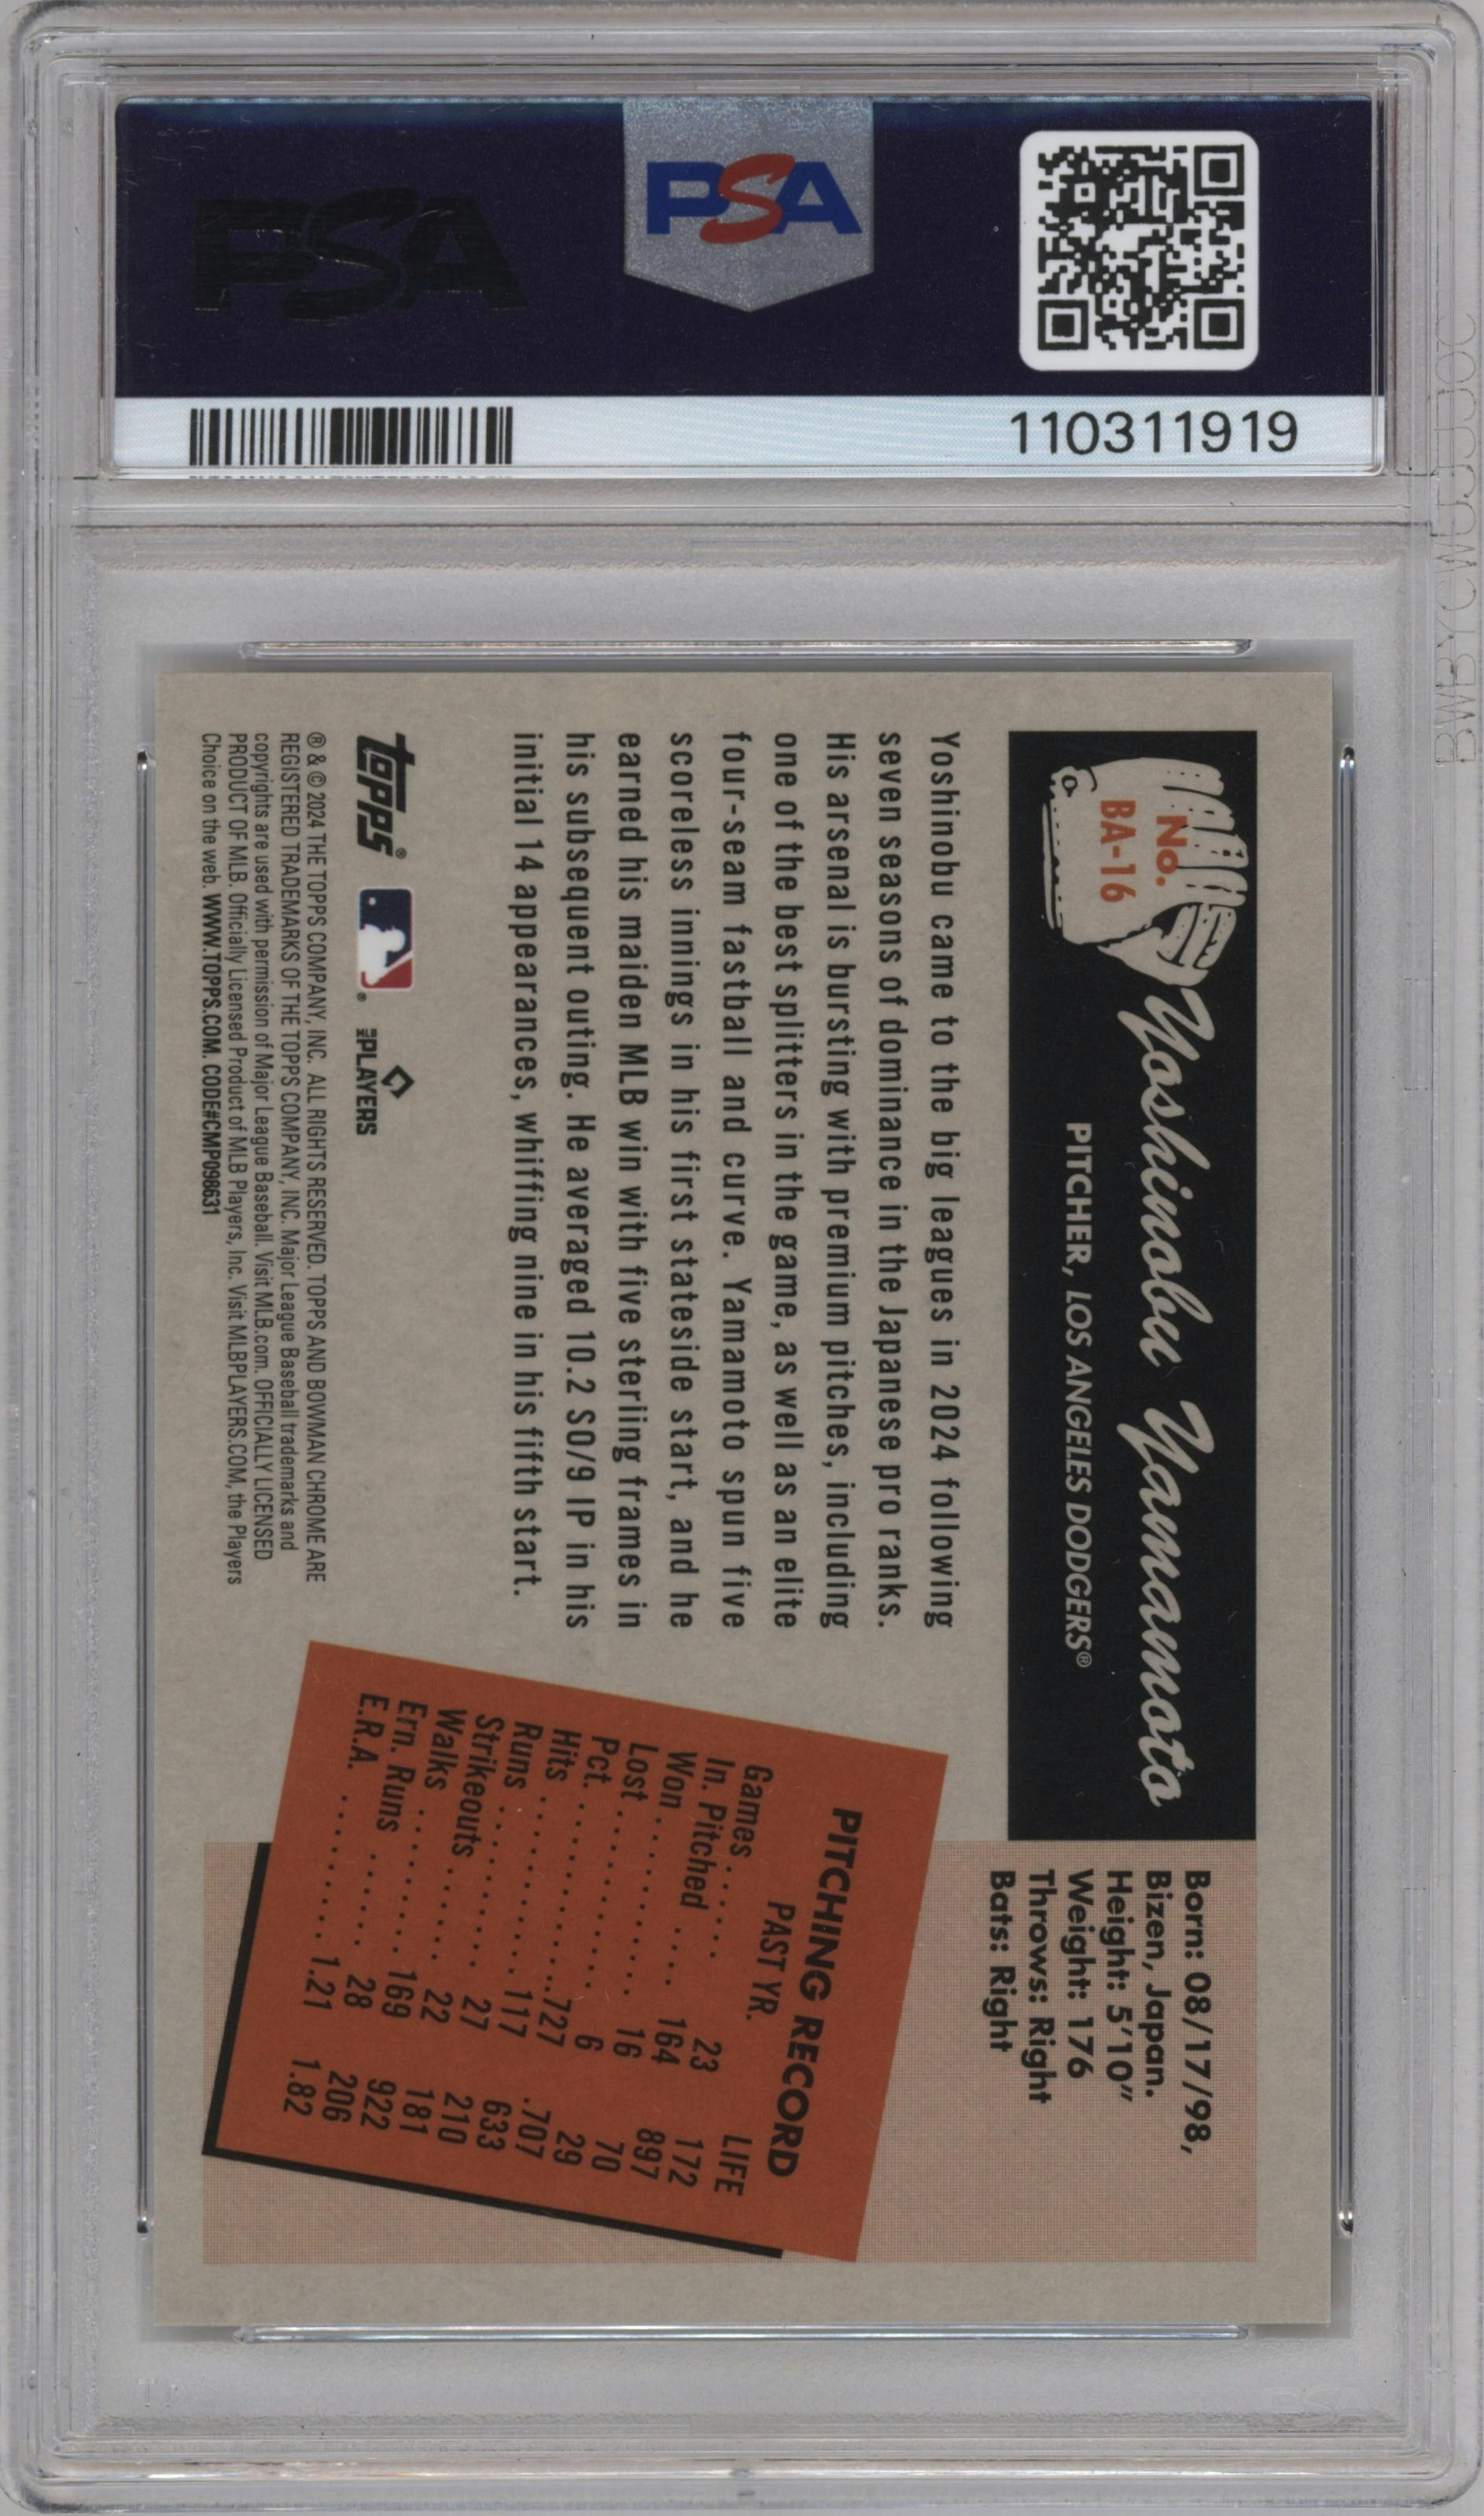 PSA
PSA
110311919
No.
BA-16
Yoshinobu Yamamoto
PITCHER, LOS ANGELES DODGERS®
Born: 08/17/98,
Bizen, Japan.
Height: 5'10"
Weight: 176
Throws: Right
Bats: Right
Yoshinobu came to the big leagues in 2024 following
seven seasons of dominance in the Japanese pro ranks.
His arsenal is bursting with premium pitches, including
one of the best splitters in the game, as well as an elite
four-seam fastball and curve. Yamamoto spun five
scoreless innings in his first stateside start, and he
earned his maiden MLB win with five sterling frames in
his subsequent outing. He averaged 10.2 SO/9 IP in his
initial 14 appearances, whiffing nine in his fifth start.
PITCHING RECORD
PAST YR. LIFE
Games ...... 23 172
In. Pitched .... 164 897
Won ........... 16 70
Lost ........... 6 29
Pct. ............ .727 .707
Hits ............ 117 633
Runs ........... 27 210
Walks ......... 22 181
Strikeouts ...... 169 922
Ern. Runs ...... 28 206
E.R.A. .......... 1.21 1.82
topps®
® MLB PLAYERS
® & © 2024 THE TOPPS COMPANY, INC. ALL RIGHTS RESERVED. TOPPS AND BOWMAN CHROME ARE
REGISTERED TRADEMARKS OF THE TOPPS COMPANY, INC. Major League Baseball trademarks and
copyrights are used with permission of Major League Baseball. Visit MLB.com. OFFICIALLY LICENSED
PRODUCT OF MLB. Officially Licensed Product of MLB Players, Inc. Visit MLBPLAYERS.COM, the Players
Choice on the web. WWW.TOPPS.COM. CODE#CMP098631